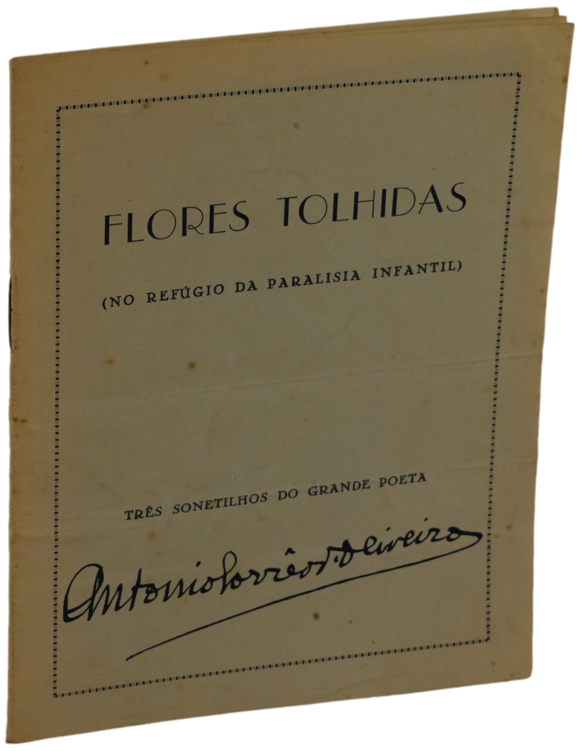 FLORES TOLHIDAS
(NO REFÚGIO DA PARALISIA INFANTIL)
TRÊS SONETILHOS DO GRANDE POETA
Antonio Corrêa d'Oliveira